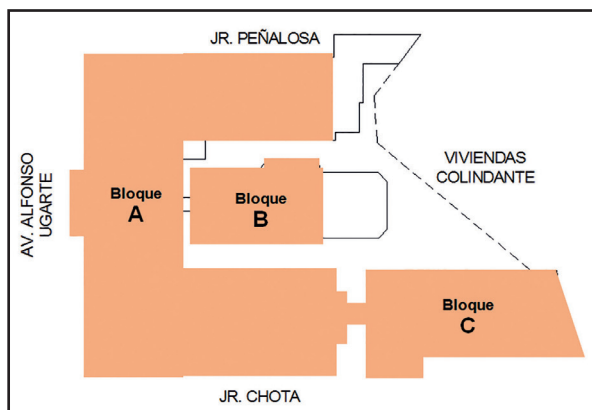 JR. PEÑALOSA
AV. ALFONSO
UGARTE
Bloque
A
Bloque
B
VIVIENDAS
COLINDANTE
Bloque
C
JR. CHOTA